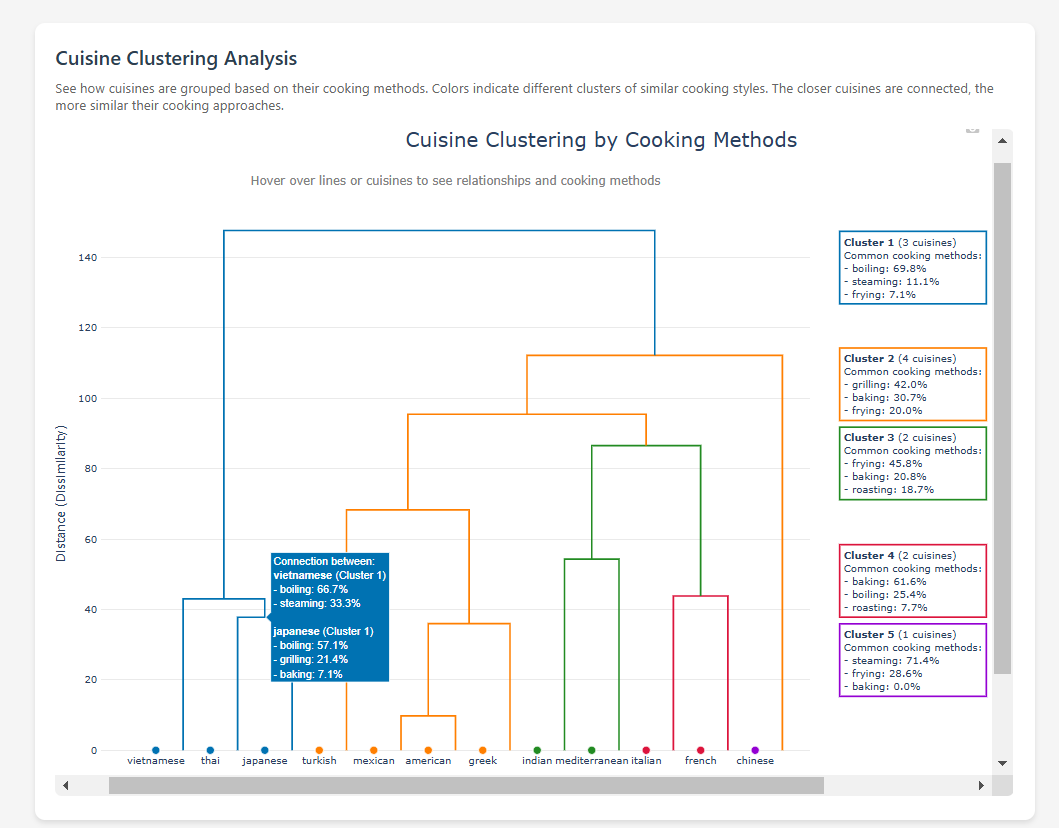 Cuisine Clustering Analysis
See how cuisines are grouped based on their cooking methods. Colors indicate different clusters of similar cooking styles. The closer cuisines are connected, the
more similar their cooking approaches.
Cuisine Clustering by Cooking Methods
Hover over lines or cuisines to see relationships and cooking methods
Distance (Dissimilarity)
140
120
100
80
60
40
20
0
Connection between:
vietnamese (Cluster 1)
- boiling: 66.7%
- steaming: 33.3%
japanese (Cluster 1)
- boiling: 57.1%
- grilling: 21.4%
- baking: 7.1%
vietnamese thai japanese turkish mexican american greek indian mediterranean italian french chinese
Cluster 1 (3 cuisines)
Common cooking methods:
- boiling: 69.8%
- steaming: 11.1%
- frying: 7.1%
Cluster 2 (4 cuisines)
Common cooking methods:
- grilling: 42.0%
- baking: 30.7%
- frying: 20.0%
Cluster 3 (2 cuisines)
Common cooking methods:
- frying: 45.8%
- baking: 20.8%
- roasting: 18.7%
Cluster 4 (2 cuisines)
Common cooking methods:
- baking: 61.6%
- boiling: 25.4%
- roasting: 7.7%
Cluster 5 (1 cuisines)
Common cooking methods:
- steaming: 71.4%
- frying: 28.6%
- baking: 0.0%